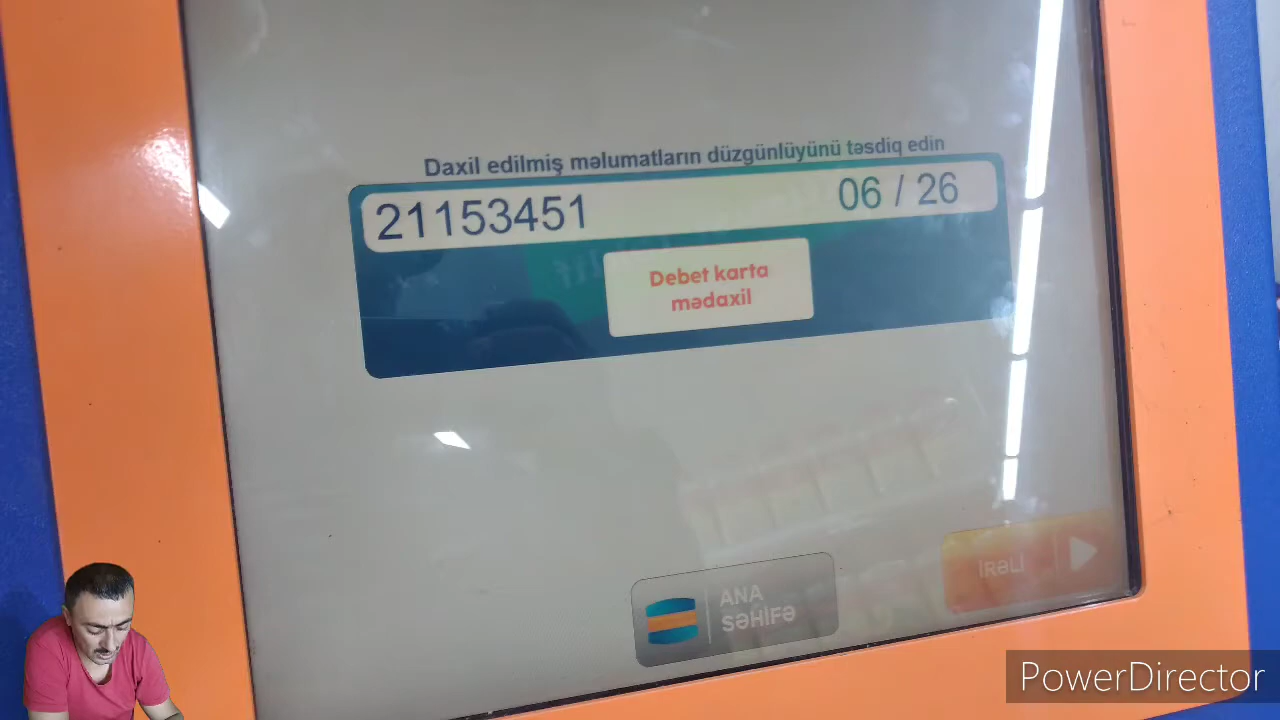 Daxil edilmiş məlumatların düzgünlüyünü təsdiq edin
21153451 06 / 26
Debet karta
mədaxil
ANA
SƏHİFƏ
İRƏLİ
PowerDirector